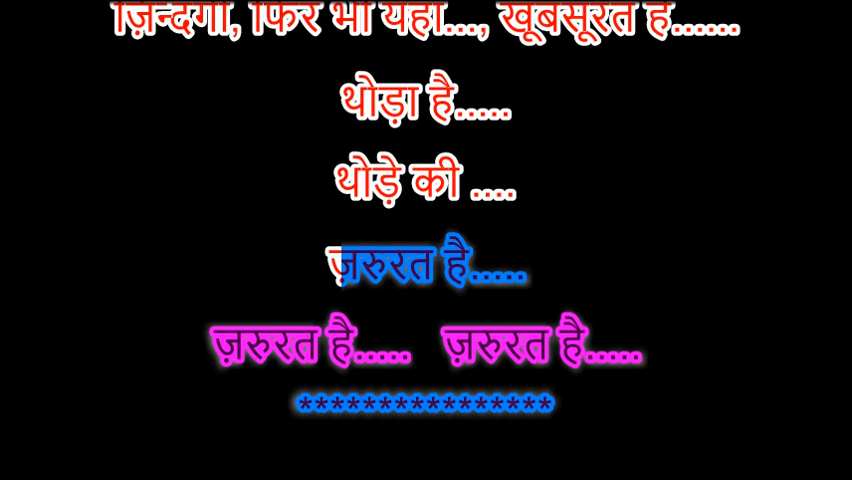 ज़िन्दगी, फिर भी यहाँ..., खूबसूरत है......
थोड़ा है.....
थोड़े की ....
ज़रुरत है.....
ज़रुरत है..... ज़रुरत है.....
****************